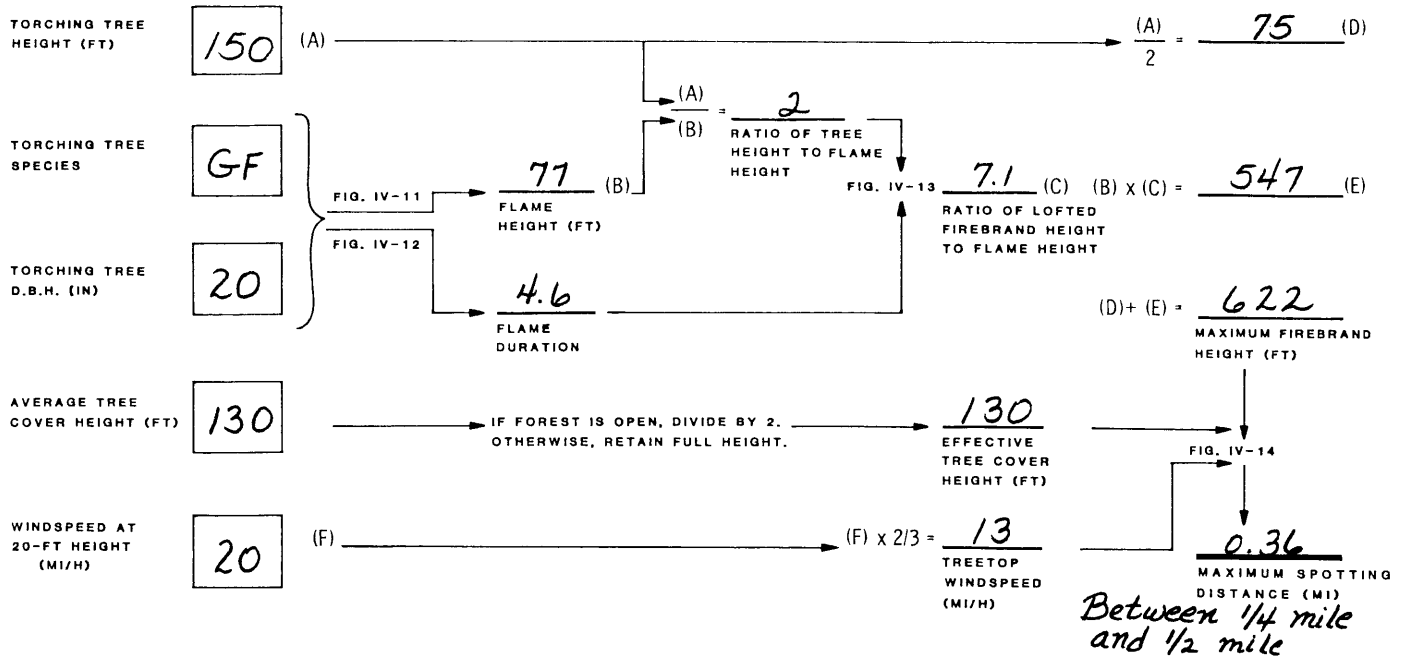 TORCHING TREE
HEIGHT (FT)
150
(A)
(A)
2
=
75
(D)
(A)
(B)
=
2
RATIO OF TREE
HEIGHT TO FLAME
HEIGHT
TORCHING TREE
SPECIES
GF
FIG. IV-11
77
(B)
FLAME
HEIGHT (FT)
FIG. IV-13
7.1
(C)
RATIO OF LOFTED
FIREBRAND HEIGHT
TO FLAME HEIGHT
(B) x (C) =
547
(E)
FIG. IV-12
TORCHING TREE
D.B.H. (IN)
20
4.6
FLAME
DURATION
(D)+ (E) =
622
MAXIMUM FIREBRAND
HEIGHT (FT)
AVERAGE TREE
COVER HEIGHT (FT)
130
IF FOREST IS OPEN, DIVIDE BY 2.
OTHERWISE, RETAIN FULL HEIGHT.
130
EFFECTIVE
TREE COVER
HEIGHT (FT)
FIG. IV-14
WINDSPEED AT
20-FT HEIGHT
(MI/H)
20
(F)
(F) x 2/3 =
13
TREETOP
WINDSPEED
(MI/H)
0.36
MAXIMUM SPOTTING
DISTANCE (MI)
Between 1/4 mile
and 1/2 mile